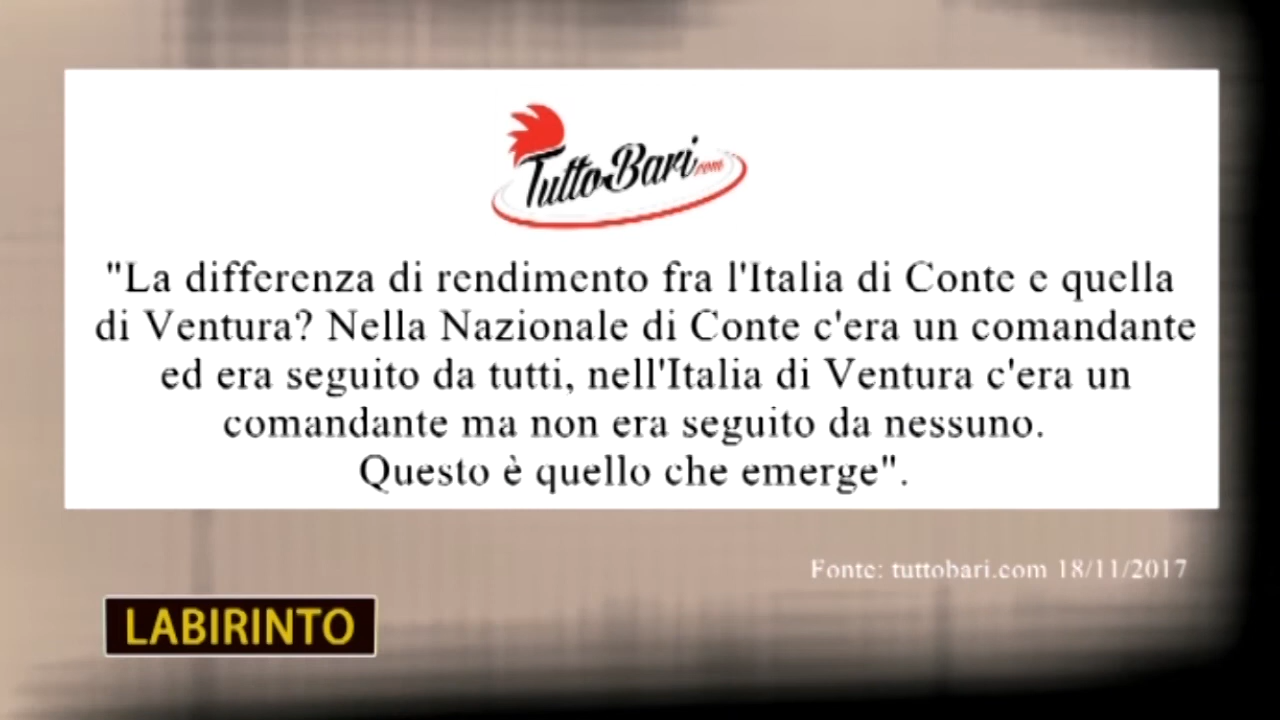 TuttoBari.com
"La differenza di rendimento fra l'Italia di Conte e quella
di Ventura? Nella Nazionale di Conte c'era un comandante
ed era seguito da tutti, nell'Italia di Ventura c'era un
comandante ma non era seguito da nessuno.
Questo è quello che emerge".
Fonte: tuttobari.com 18/11/2017
LABIRINTO